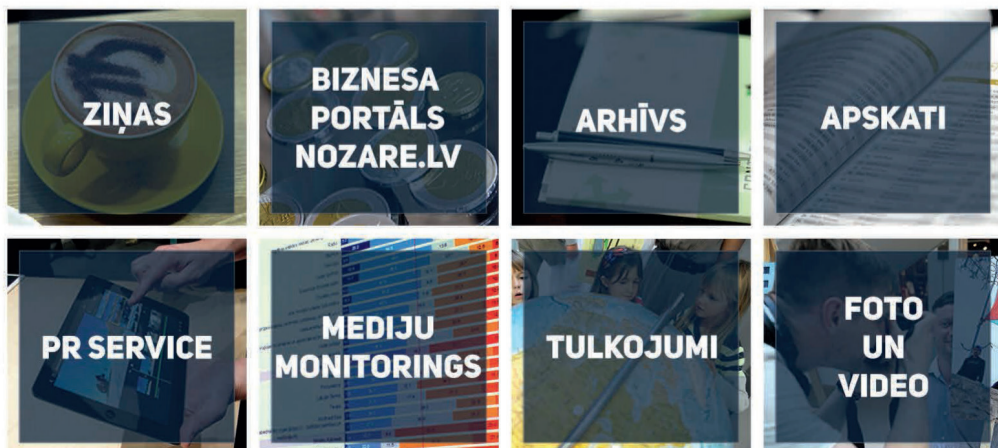 ZIŅAS
BIZNESA
PORTĀLS
NOZARE.LV
ARHĪVS
APSKATI
PR SERVICE
MEDIJU
MONITORINGS
TULKOJUMI
FOTO
UN
VIDEO